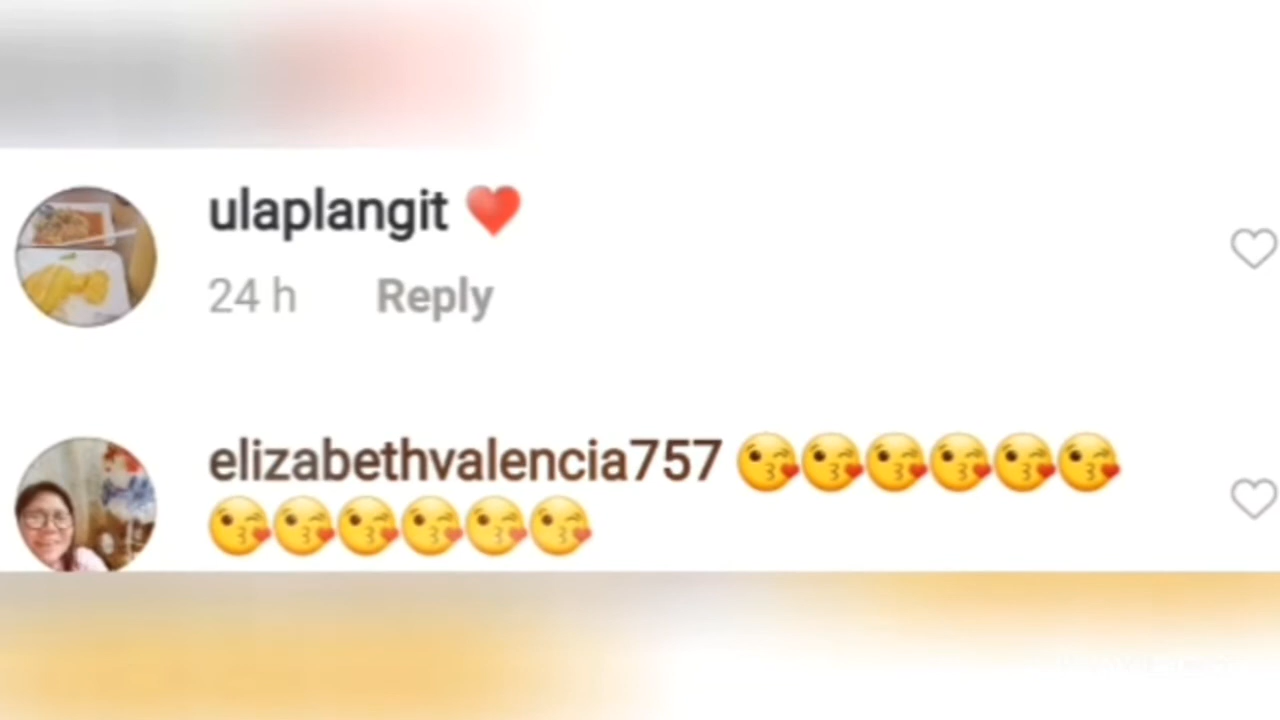 ulaplangit ❤️
24 h Reply
elizabethvalencia757 😘😘😘😘😘😘
😘😘😘😘😘😘